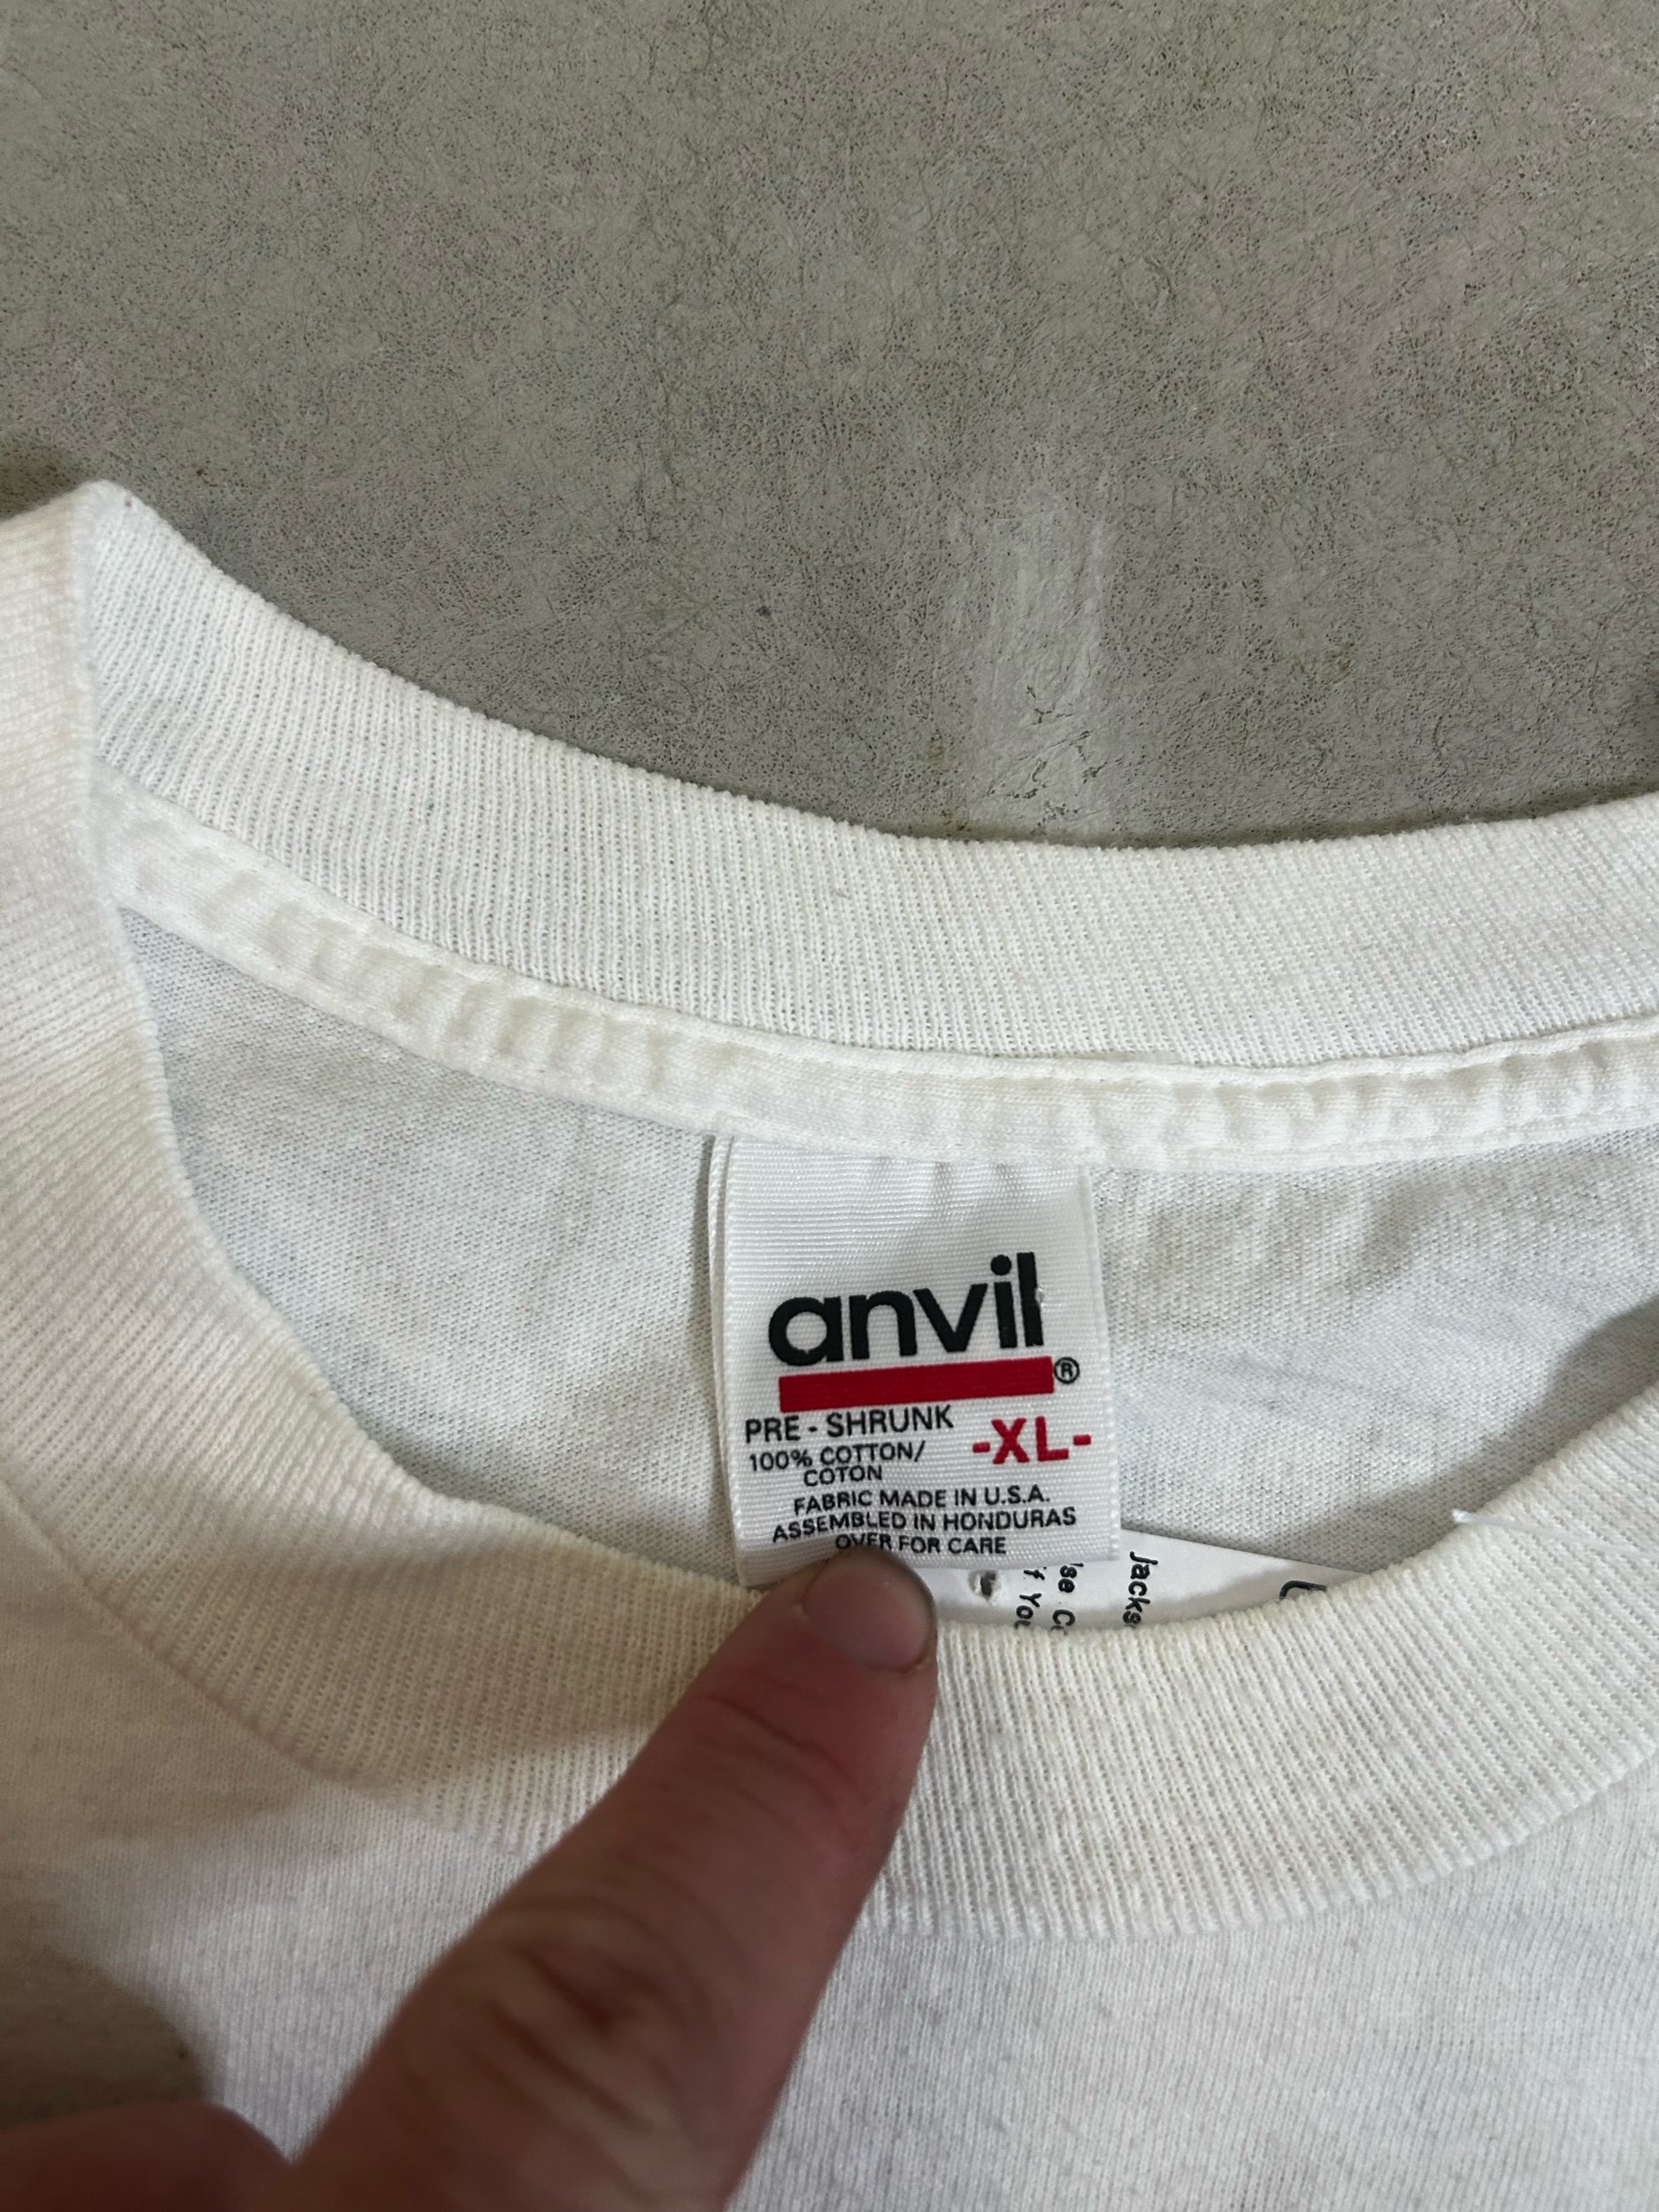 anvil®
PRE - SHRUNK
-XL-
100% COTTON/
COTON
FABRIC MADE IN U.S.A.
ASSEMBLED IN HONDURAS
OVER FOR CARE